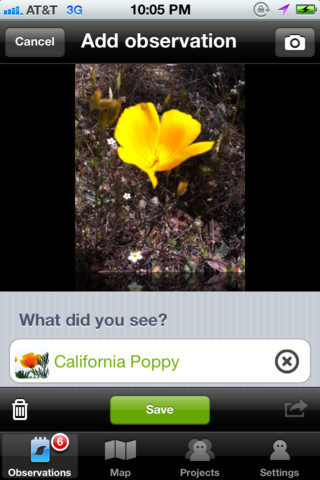 AT&T 3G 10:05 PM
Cancel Add observation
What did you see?
California Poppy
Save
6
Observations Map Projects Settings